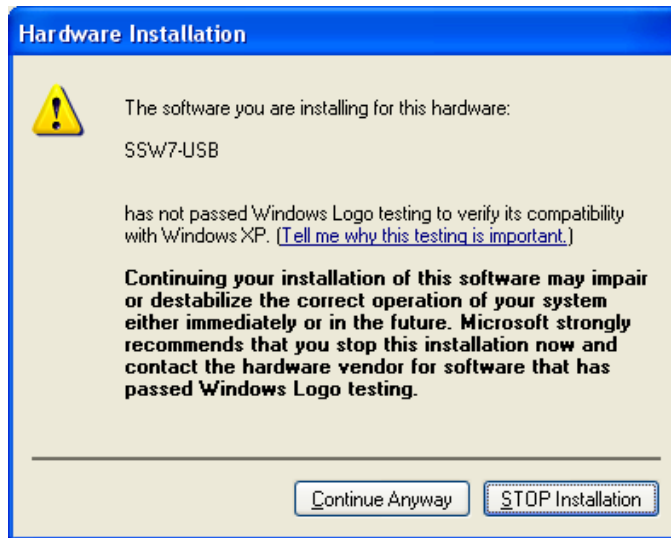 Hardware Installation
The software you are installing for this hardware:
SSW7-USB
has not passed Windows Logo testing to verify its compatibility
with Windows XP. (Tell me why this testing is important.)
Continuing your installation of this software may impair
or destabilize the correct operation of your system
either immediately or in the future. Microsoft strongly
recommends that you stop this installation now and
contact the hardware vendor for software that has
passed Windows Logo testing.
Continue Anyway
STOP Installation